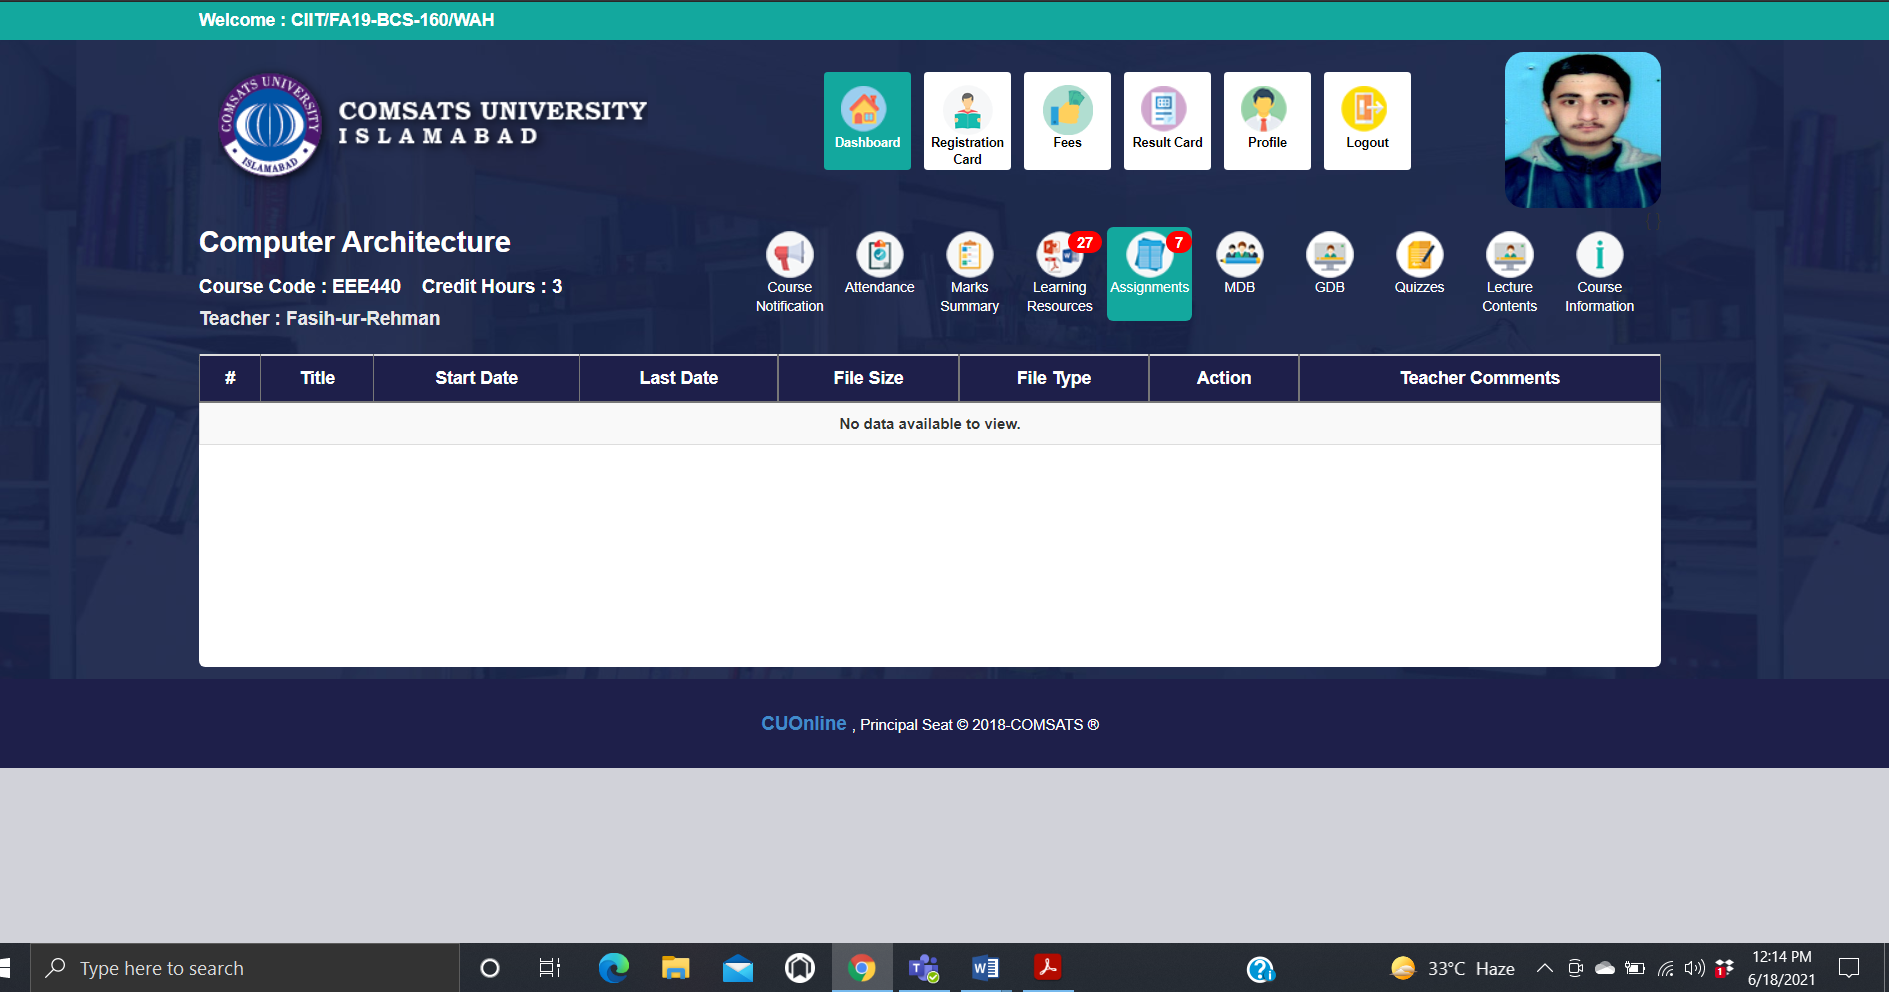 Welcome : CIIT/FA19-BCS-160/WAH
COMSATS UNIVERSITY
ISLAMABAD
COMSATS UNIVERSITY
ISLAMABAD
Dashboard
Registration
Card
Fees
Result Card
Profile
Logout
()
Computer Architecture
Course Code : EEE440 Credit Hours : 3
Teacher : Fasih-ur-Rehman
Course
Notification
Attendance
Marks
Summary
27
Learning
Resources
7
Assignments
MDB
GDB
Quizzes
Lecture
Contents
Course
Information
# Title Start Date Last Date File Size File Type Action Teacher Comments
No data available to view.
CUOnline , Principal Seat © 2018-COMSATS ®
Type here to search
33°C Haze
1
12:14 PM
6/18/2021